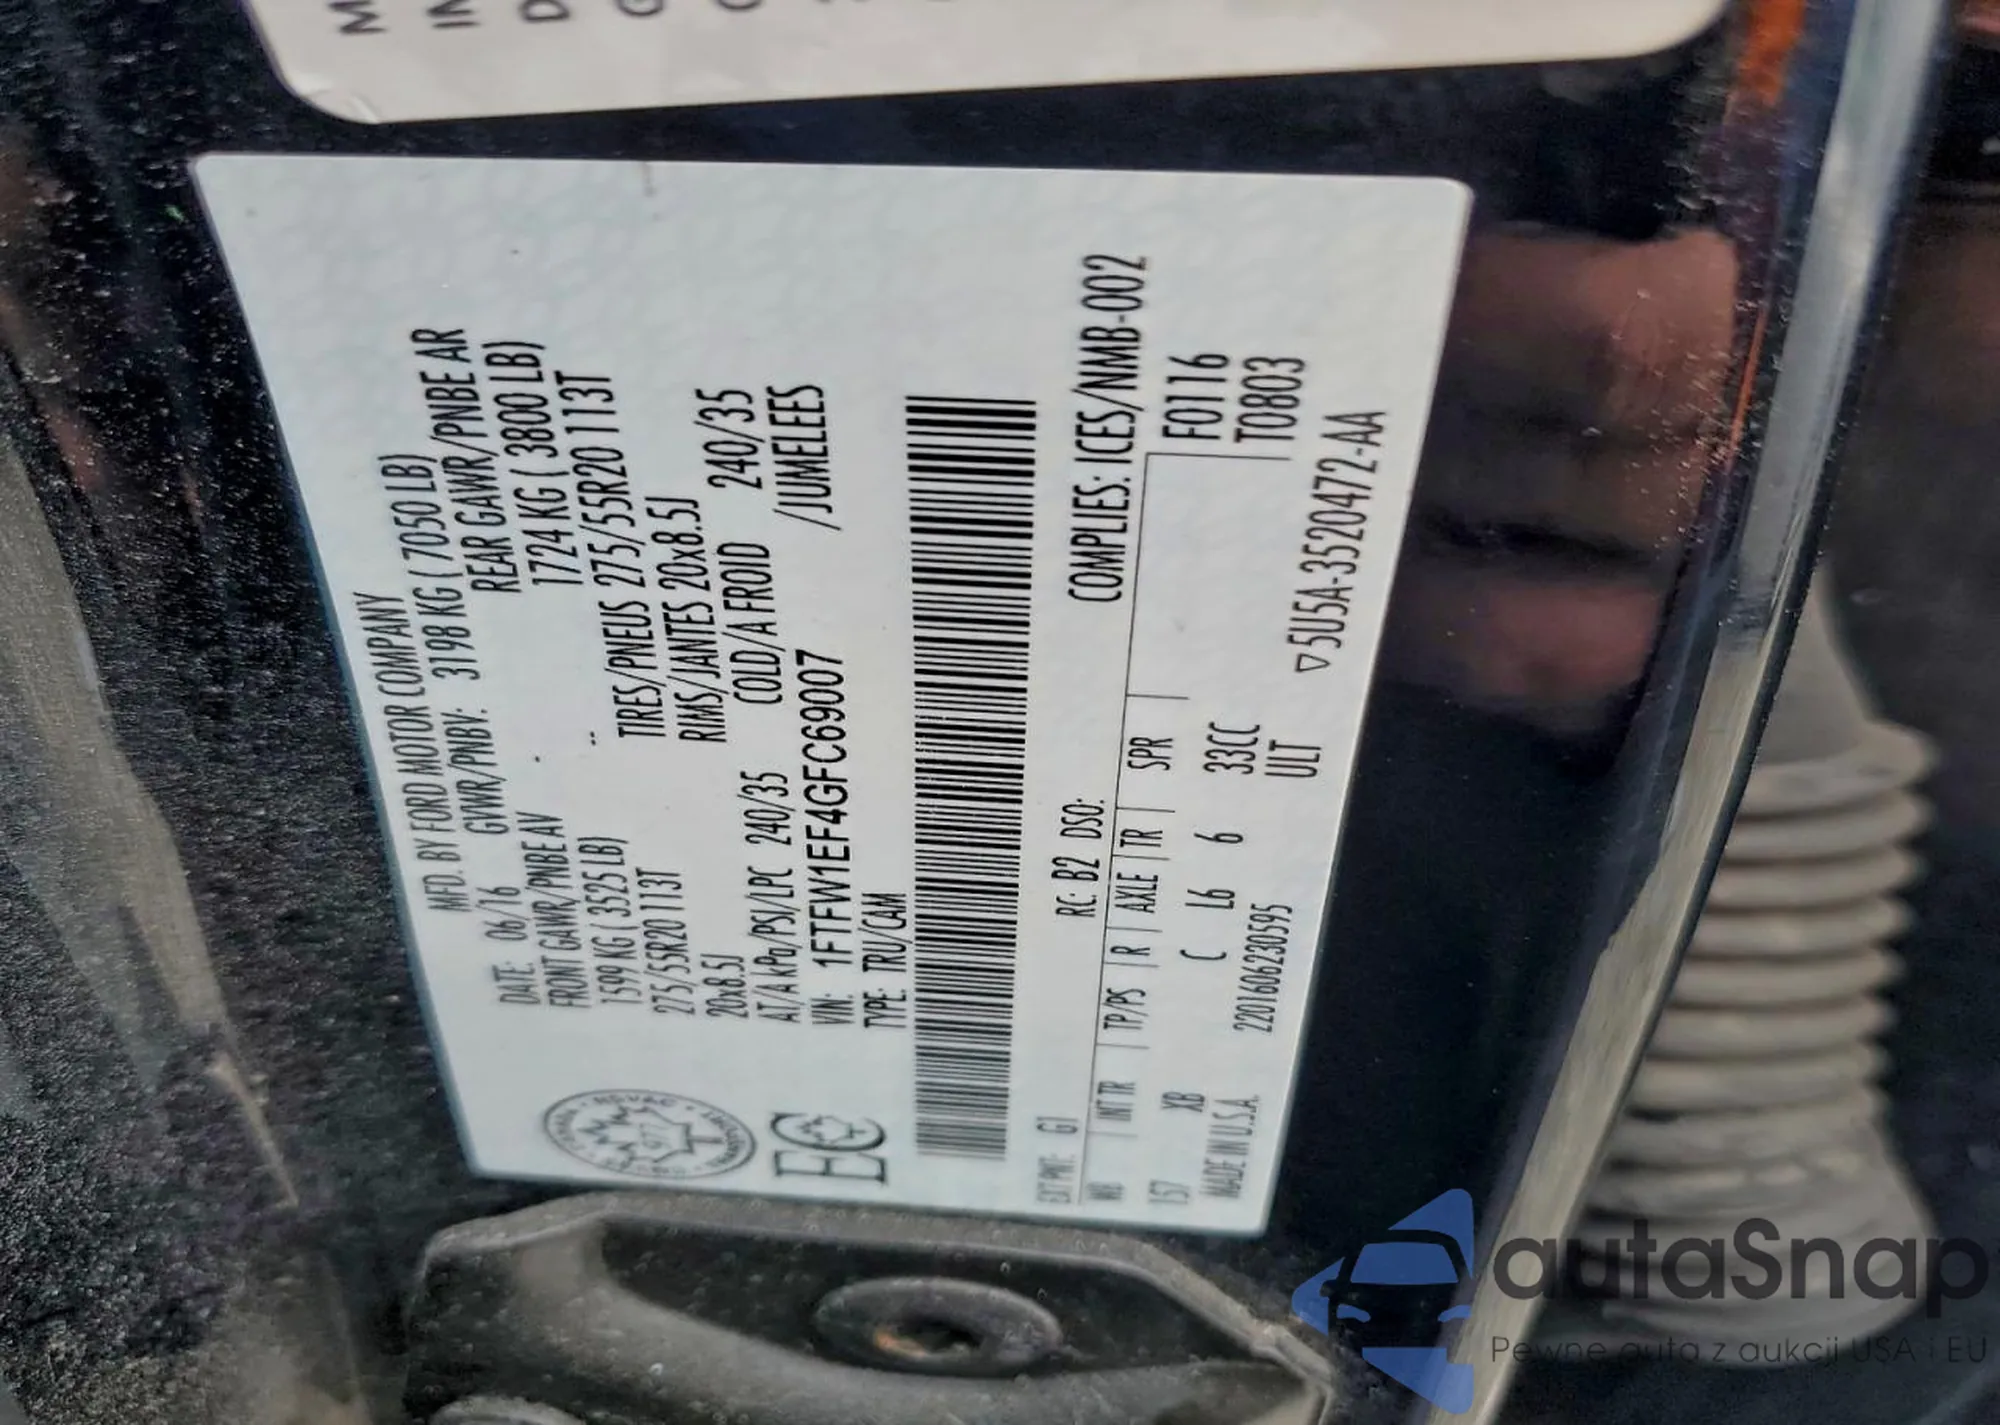 MFD. BY FORD MOTOR COMPANY
DATE: 06/16 GVWR/PNBV: 3198 KG ( 7050 LB)
FRONT GAWR/PNBE AV REAR GAWR/PNBE AR
1599 KG ( 3525 LB) 1724 KG ( 3800 LB)
275/55R20 113T TIRES/PNEUS 275/55R20 113T
20x8.5J RIMS/JANTES 20x8.5J
AT/A kPa/PSI/LPC 240/35 COLD/A FROID 240/35
VIN: 1FTFW1EF4GFC69007 /JUMELEES
TYPE: TRU/CAM
EC
EXT PNT: G1 RC: B2 DSO: COMPLIES: ICES/NMB-002
WB INT TR TP/PS R AXLE TR SPR F0116
157 XB C L6 6 33CC T0803
MADE IN U.S.A. 2201606230595 ULT
▽5U5A-3520472-AA
autaSnap
Pewne auta z aukcji USA i EU